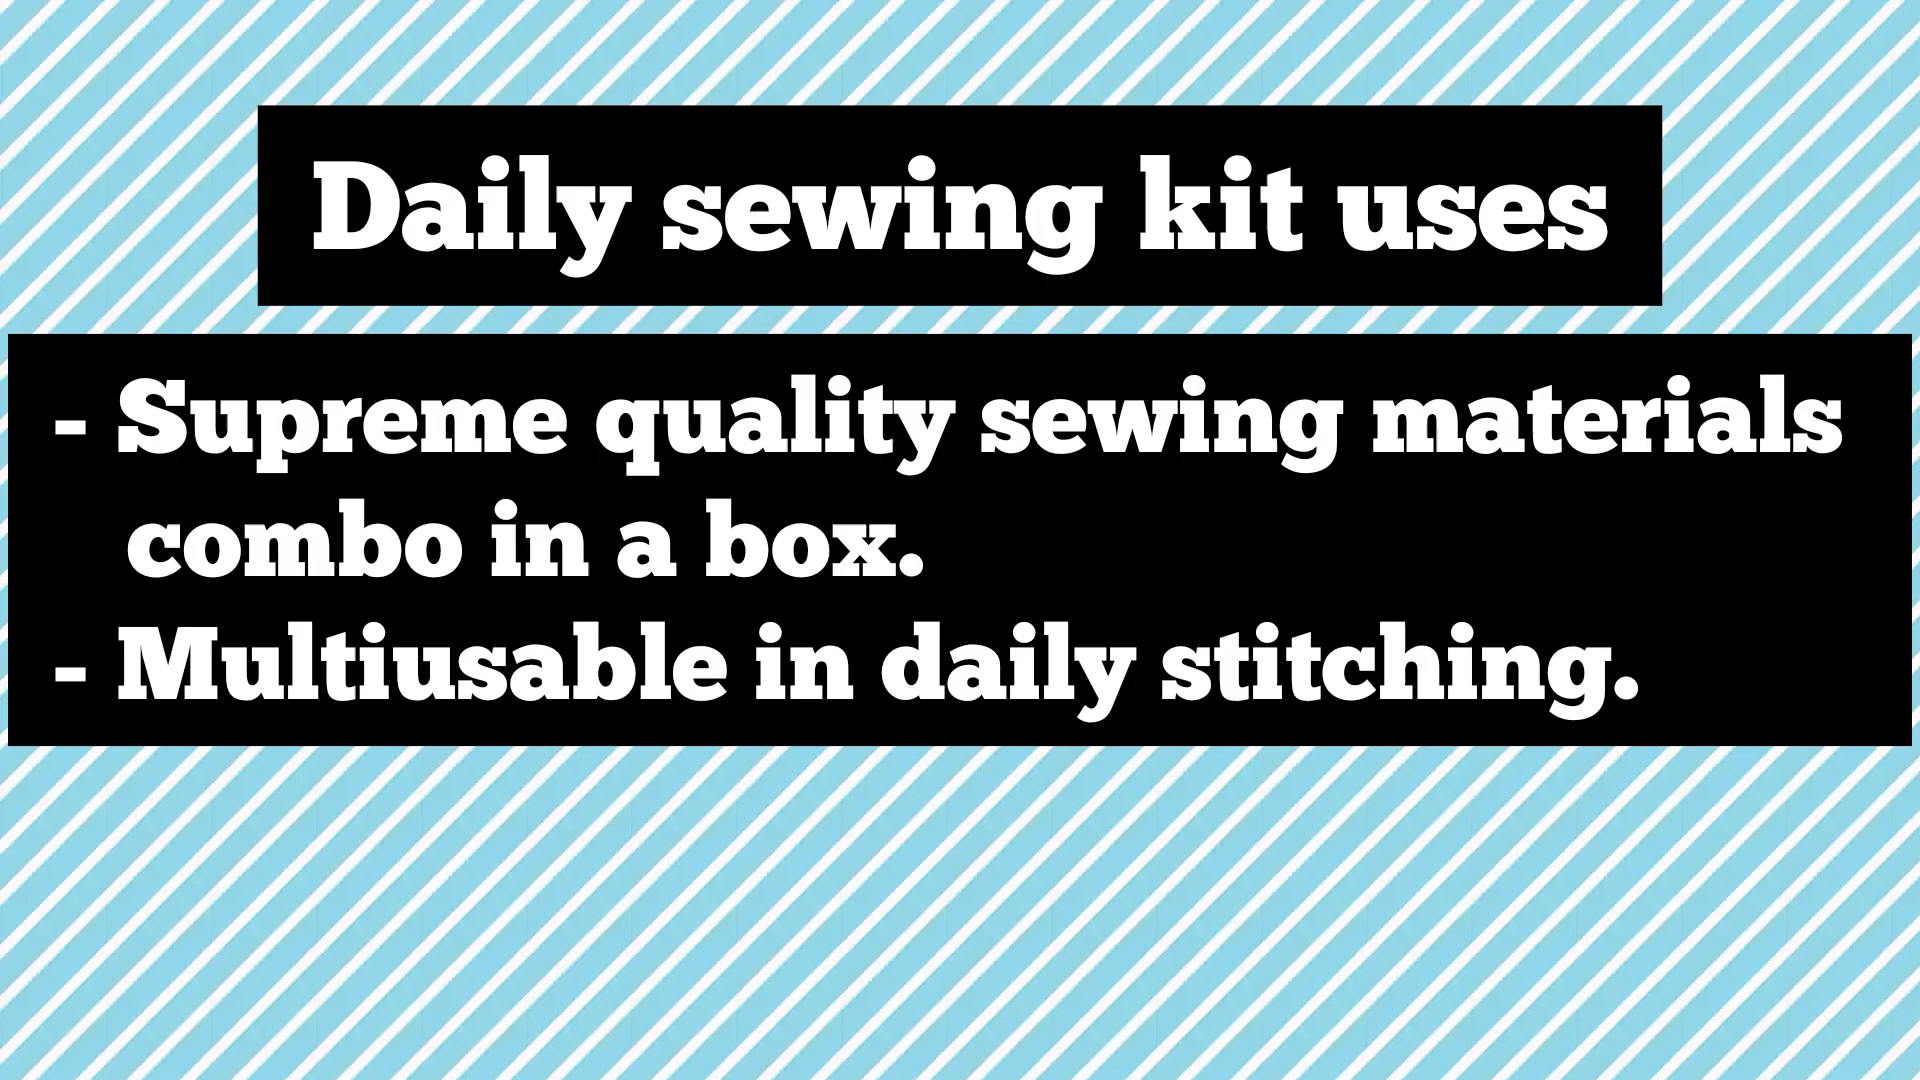 Daily sewing kit uses
- Supreme quality sewing materials
combo in a box.
- Multiusable in daily stitching.